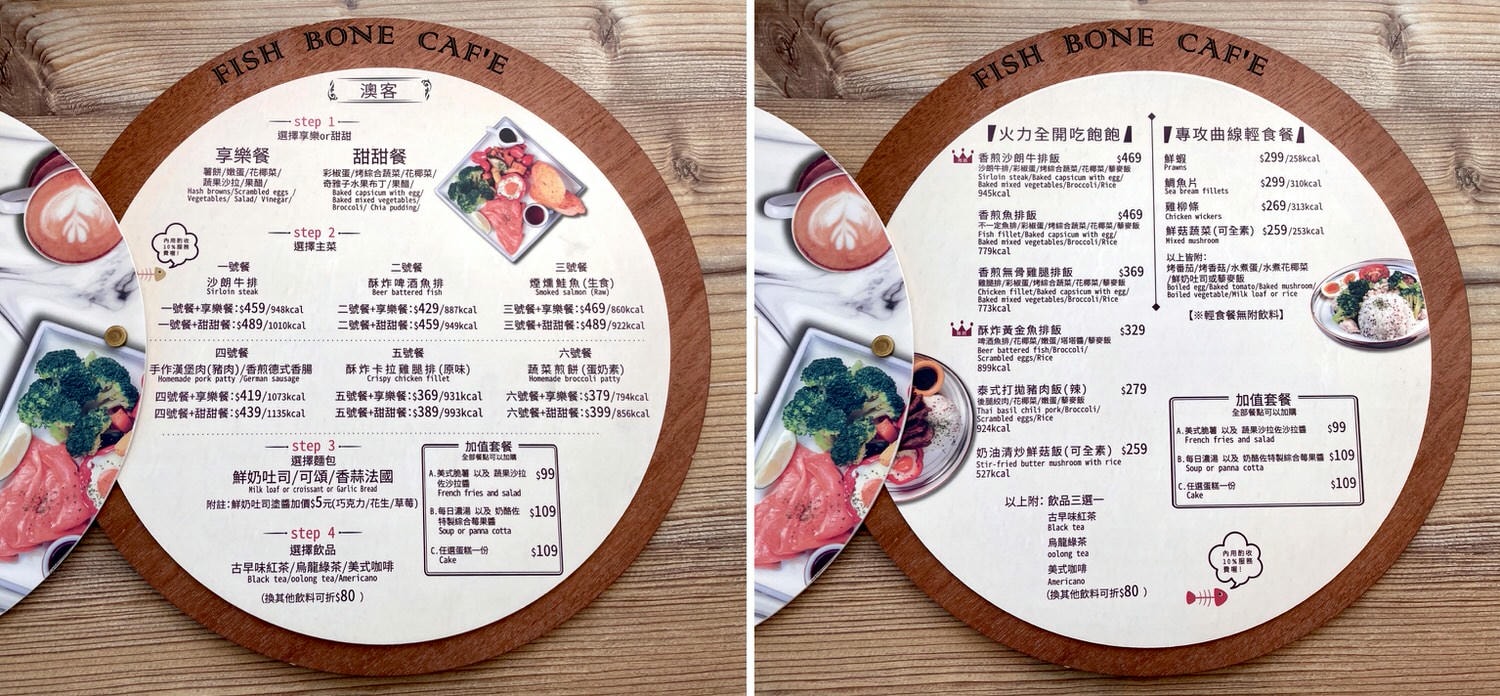 FISH BONE CAF'E
澳客
step 1
選擇享樂or甜甜
享樂餐
薯餅/嫩蛋/花椰菜/
蔬果沙拉/果醋/
Hash browns/Scrambled eggs /
Vegetables/ Salad/ Vinegar/
甜甜餐
彩椒蛋/烤綜合蔬菜/花椰菜/
奇雅子水果布丁/果醋/
Baked capsicum with egg/
Baked mixed vegetables/
Broccoli/ Chia pudding/
step 2
選擇主菜
內用酌收
10%服務
費喔!
一號餐
沙朗牛排
Sirloin steak
一號餐+享樂餐:$459/948kcal
一號餐+甜甜餐:$489/1010kcal
二號餐
酥炸啤酒魚排
Beer battered fish
二號餐+享樂餐:$429/887kcal
二號餐+甜甜餐:$459/949kcal
三號餐
煙燻鮭魚(生食)
Smoked salmon (Raw)
三號餐+享樂餐:$469/860kcal
三號餐+甜甜餐:$489/922kcal
四號餐
手作漢堡肉(豬肉)/香煎德式香腸
Homemade pork patty /German sausage
四號餐+享樂餐:$419/1073kcal
四號餐+甜甜餐:$439/1135kcal
五號餐
酥炸卡拉雞腿排(原味)
Crispy chicken fillet
五號餐+享樂餐:$369/931kcal
五號餐+甜甜餐:$389/993kcal
六號餐
蔬菜煎餅(蛋奶素)
Homemade broccoli patty
六號餐+享樂餐:$379/794kcal
六號餐+甜甜餐:$399/856kcal
step 3
選擇麵包
鮮奶吐司/可頌/香蒜法國
Milk loaf or croissant or Garlic Bread
附註:鮮奶吐司塗醬加價$5元(巧克力/花生/草莓)
step 4
選擇飲品
古早味紅茶/烏龍綠茶/美式咖啡
Black tea/oolong tea/Americano
(換其他飲料可折$80 )
加值套餐
全部餐點可以加購
A.美式脆薯 以及 蔬果沙拉
佐沙拉醬
French fries and salad
$99
B.每日濃湯 以及 奶酪佐
特製綜合莓果醬
Soup or panna cotta
$109
C.任選蛋糕一份
Cake
$109
FISH BONE CAF'E
火力全開吃飽飽
香煎沙朗牛排飯 $469
沙朗牛排/彩椒蛋/烤綜合蔬菜/花椰菜/藜麥飯
Sirloin steak/Baked capsicum with egg/
Baked mixed vegetables/Broccoli/Rice
945kcal
香煎魚排飯 $469
不一定魚排/彩椒蛋/烤綜合蔬菜/花椰菜/藜麥飯
Fish fillet/Baked capsicum with egg/
Baked mixed vegetables/Broccoli/Rice
779kcal
香煎無骨雞腿排飯 $369
雞腿排/彩椒蛋/烤綜合蔬菜/花椰菜/藜麥飯
Chicken fillet/Baked capsicum with egg/
Baked mixed vegetables/Broccoli/Rice
773kcal
酥炸黃金魚排飯 $329
啤酒魚排/花椰菜/嫩蛋/塔塔醬/藜麥飯
Beer battered fish/Broccoli/
Scrambled eggs/Rice
899kcal
泰式打拋豬肉飯(辣) $279
後腿絞肉/花椰菜/嫩蛋/藜麥飯
Thai basil chili pork/Broccoli/
Scrambled eggs/Rice
924kcal
奶油清炒鮮菇飯(可全素) $259
Stir-fried butter mushroom with rice
527kcal
以上附: 飲品三選一
古早味紅茶
Black tea
烏龍綠茶
oolong tea
美式咖啡
Americano
(換其他飲料可折$80 )
專攻曲線輕食餐
鮮蝦 $299/258kcal
Prawns
鯛魚片 $299/310kcal
Sea bream fillets
雞柳條 $269/313kcal
Chicken wickers
鮮菇蔬菜(可全素) $259/253kcal
Mixed mushroom
以上皆附:
烤番茄/烤香菇/水煮蛋/水煮花椰菜
/鮮奶吐司或藜麥飯
Boiled egg/Baked tomato/Baked mushroom/
Boiled vegetable/Milk loaf or rice
【※輕食餐無附飲料】
加值套餐
全部餐點可以加購
A.美式脆薯 以及 蔬果沙拉佐沙拉醬
French fries and salad
$99
B.每日濃湯 以及 奶酪佐特製綜合莓果醬
Soup or panna cotta
$109
C.任選蛋糕一份
Cake
$109
內用酌收
10%服務
費喔!